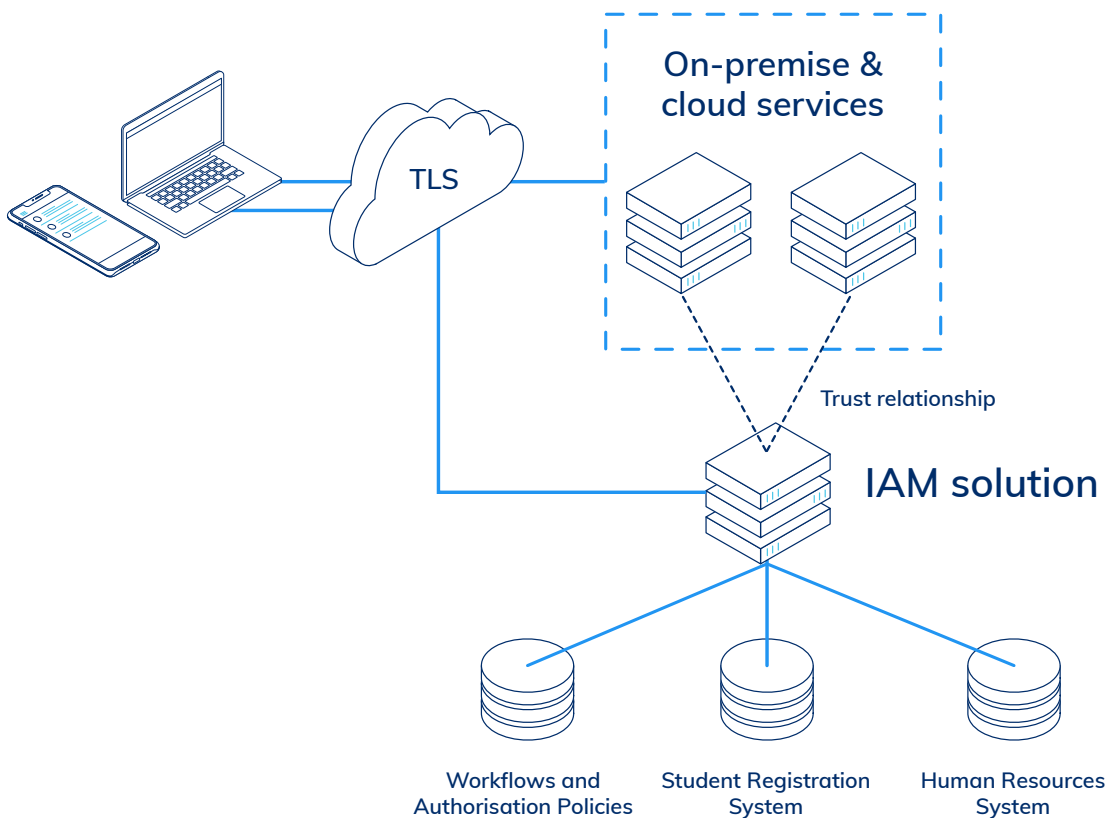 On-premise &
cloud services
TLS
Trust relationship
IAM solution
Workflows and
Authorisation Policies
Student Registration
System
Human Resources
System